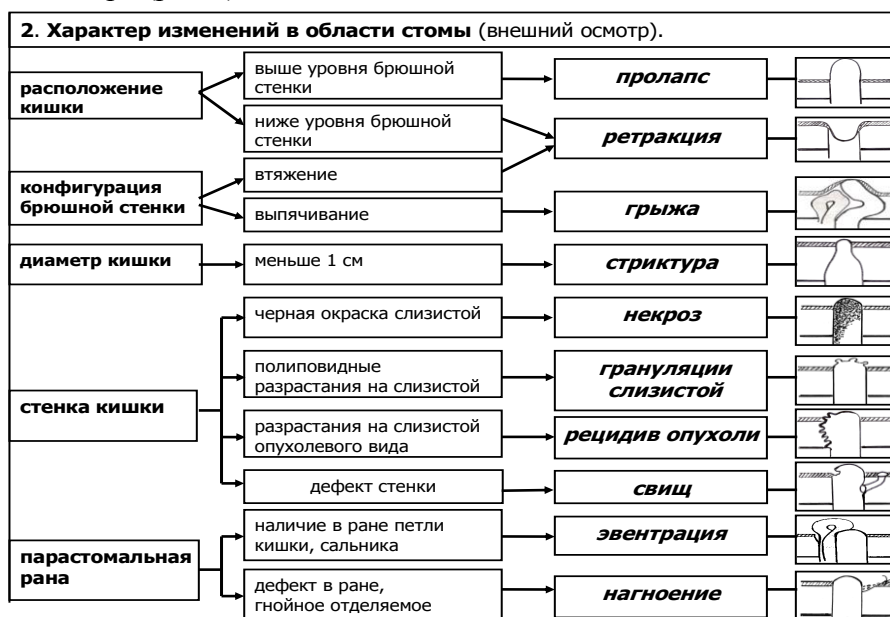 2. Характер изменений в области стомы (внешний осмотр).
расположение
кишки
выше уровня брюшной
стенки
пролапс
ниже уровня брюшной
стенки
ретракция
конфигурация
брюшной стенки
втяжение
выпячивание
грыжа
диаметр кишки
меньше 1 см
стриктура
стенка кишки
черная окраска слизистой
некроз
полиповидные
разрастания на слизистой
грануляции
слизистой
разрастания на слизистой
опухолевого вида
рецидив опухоли
дефект стенки
свищ
парастомальная
рана
наличие в ране петли
кишки, сальника
эвентрация
дефект в ране,
гнойное отделяемое
нагноение